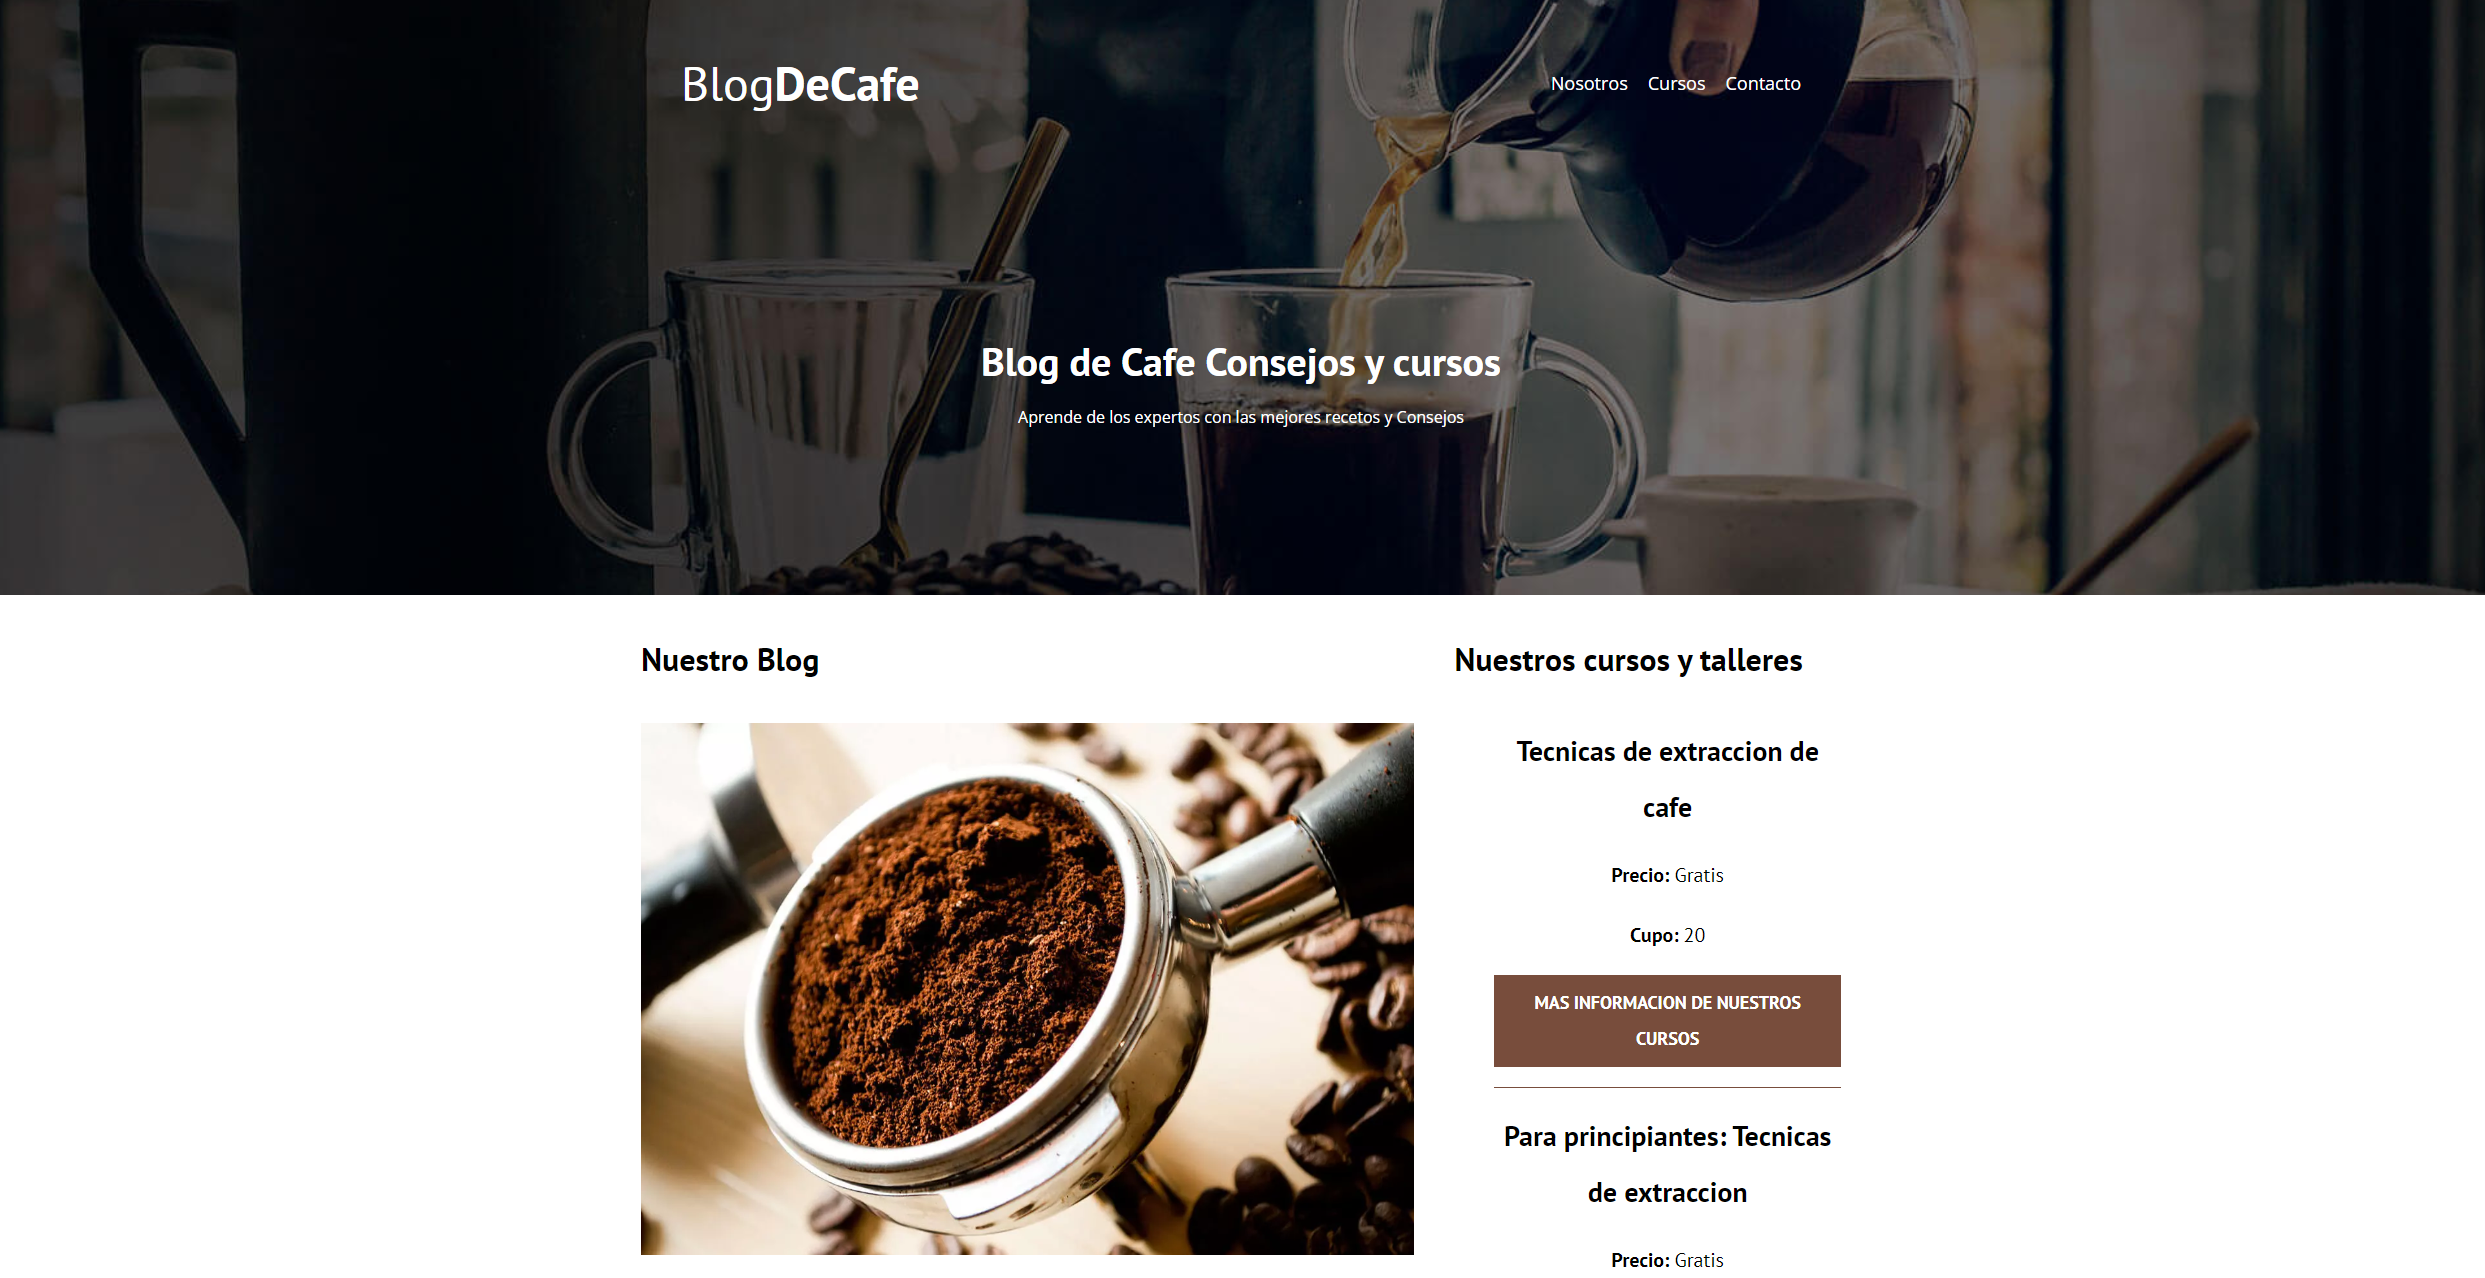 BlogDeCafe
Nosotros Cursos Contacto
Blog de Cafe Consejos y cursos
Aprende de los expertos con las mejores recetos y Consejos
Nuestro Blog
Nuestros cursos y talleres
Tecnicas de extraccion de
cafe
Precio: Gratis
Cupo: 20
MAS INFORMACION DE NUESTROS
CURSOS
Para principiantes: Tecnicas
de extraccion
Precio: Gratis